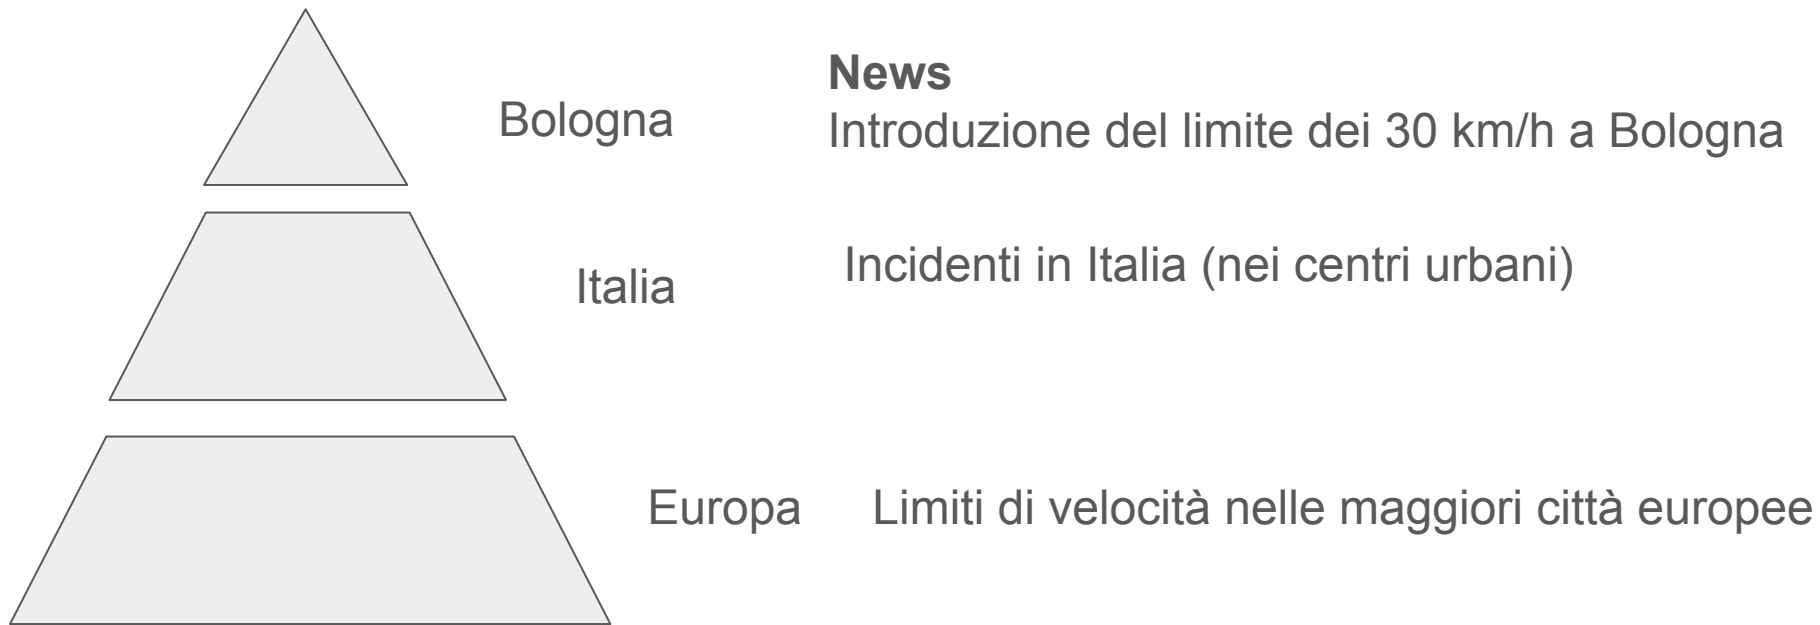 News
Bologna
Introduzione del limite dei 30 km/h a Bologna
Italia
Incidenti in Italia (nei centri urbani)
Europa
Limiti di velocità nelle maggiori città europee